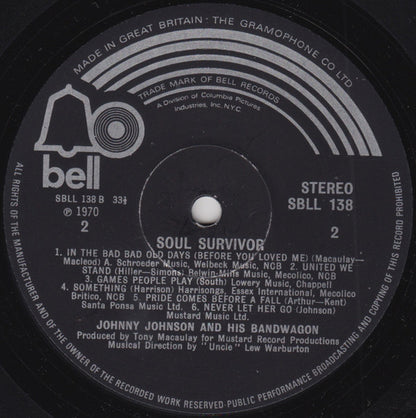 MADE IN GREAT BRITAIN · THE GRAMOPHONE CO LTD
TRADE MARK OF BELL RECORDS
A Division of Columbia Pictures
Industries, Inc. N.Y.C.
bell
SBLL 138 B 33⅓
℗ 1970
2
STEREO
SBLL 138
2
SOUL SURVIVOR
1. IN THE BAD BAD OLD DAYS (BEFORE YOU LOVED ME) (Macaulay—
Macleod) A. Schroeder Music, Welbeck Music, NCB 2. UNITED WE
STAND (Hiller—Simons) Belwin-Mills Music, Mecolico, NCB
3. GAMES PEOPLE PLAY (South) Lowery Music, Chappell
4. SOMETHING (Harrison) Harrisongs, Essex International, Mecolico
Britico, NCB 5. PRIDE COMES BEFORE A FALL (Arthur—Kent)
Santa Ponsa Music Ltd. 6. NEVER LET HER GO (Johnson)
Mustard Music Ltd.
JOHNNY JOHNSON AND HIS BANDWAGON
Produced by Tony Macaulay for Mustard Record Productions
Musical Direction by "Uncle" Lew Warburton
ALL RIGHTS OF THE MANUFACTURER AND OF THE OWNER OF THE RECORDED WORK RESERVED PUBLIC PERFORMANCE BROADCASTING AND COPYING OF THIS RECORD PROHIBITED